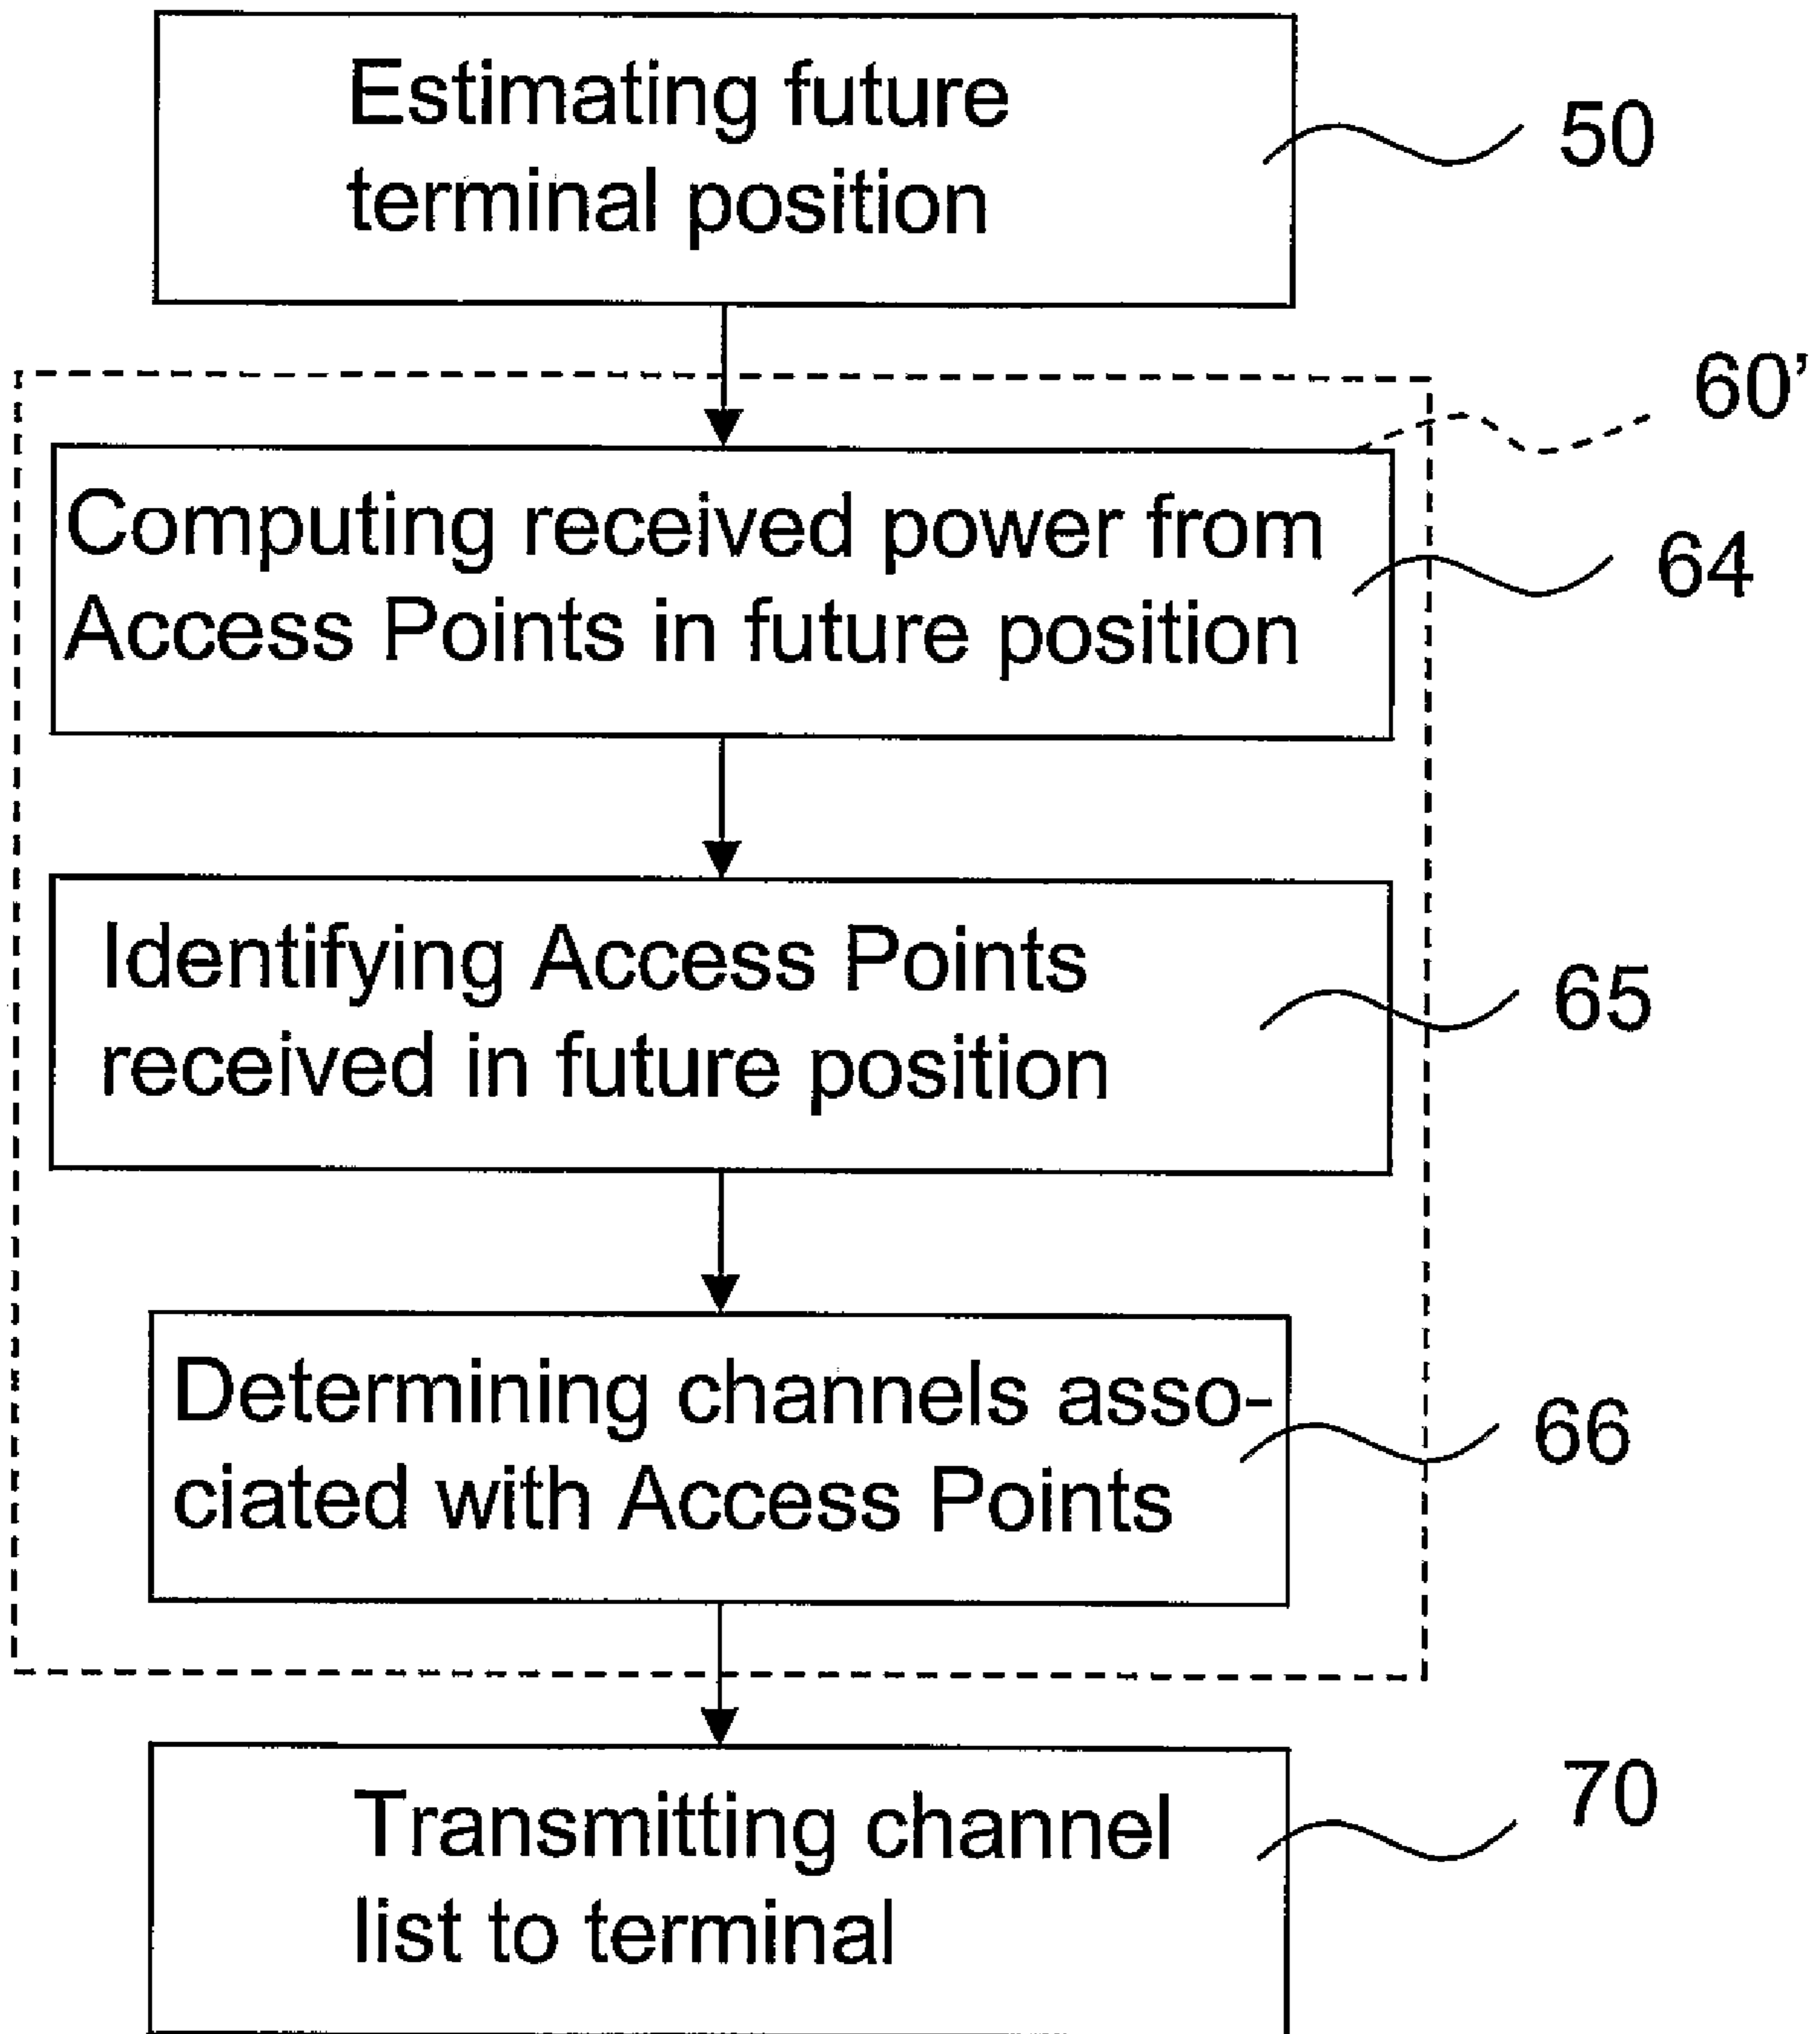 Estimating future
terminal position
50
60'
Computing received power from
Access Points in future position
64
Identifying Access Points
received in future position
65
Determining channels asso-
ciated with Access Points
66
Transmitting channel
list to terminal
70